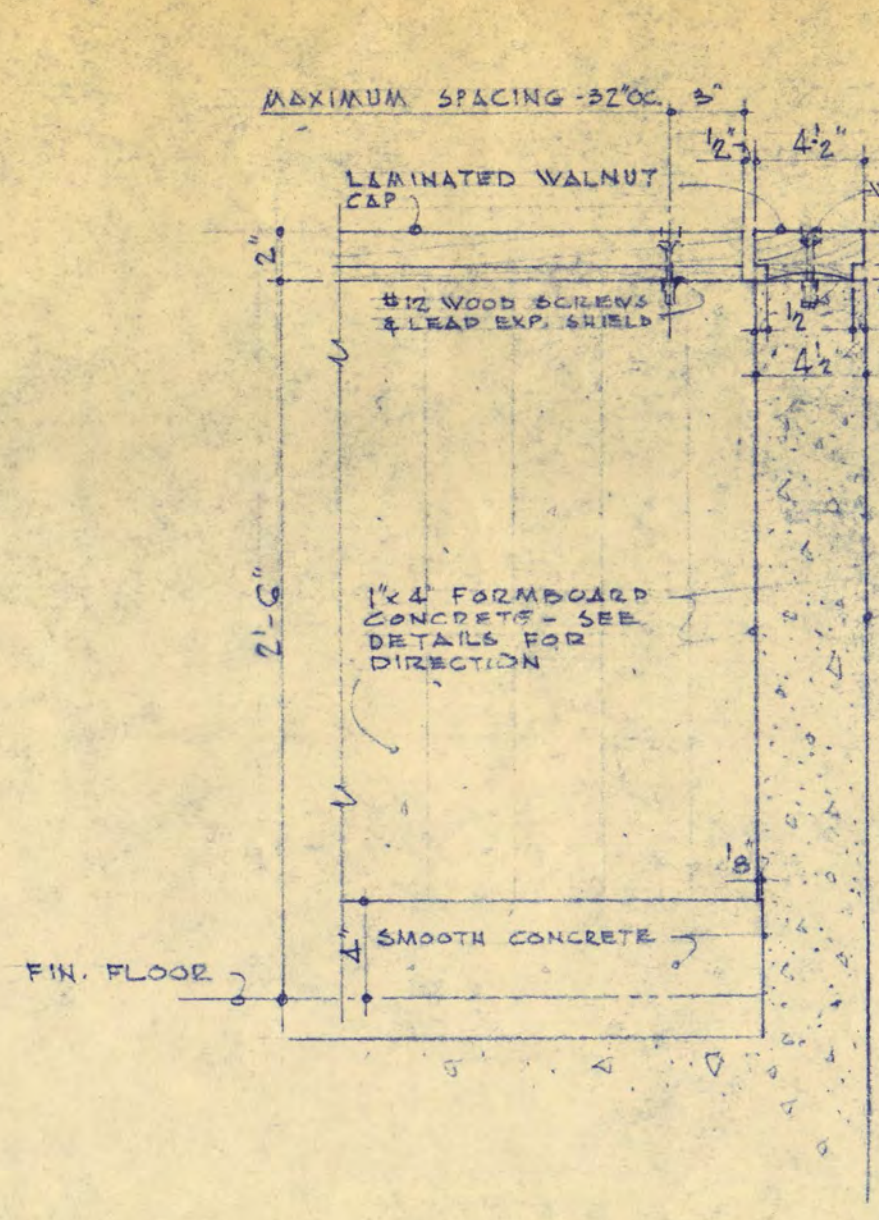 MAXIMUM SPACING - 32"OC. 3"
1/2" 4 1/2"
LAMINATED WALNUT
CAP
2"
#12 WOOD SCREWS
& LEAD EXP. SHIELD
1/2"
4 1/2"
2'-6"
1"x4" FORMBOARD
CONCRETE - SEE
DETAILS FOR
DIRECTION
1/8"
4"
SMOOTH CONCRETE
FIN. FLOOR